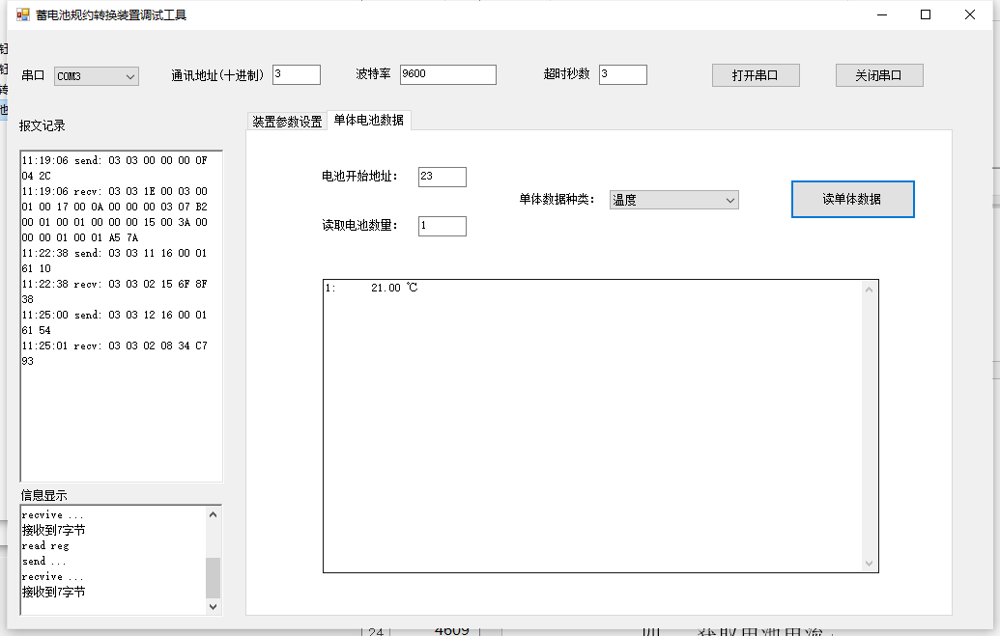 蓄电池规约转换装置调试工具
串口 COM3 通讯地址(十进制) 3 波特率 9600 超时秒数 3 打开串口 关闭串口
报文记录
11:19:06 send: 03 03 00 00 00 0F
04 2C
11:19:06 recv: 03 03 1E 00 03 00
01 00 17 00 0A 00 00 00 03 07 B2
00 01 00 01 00 00 00 15 00 3A 00
00 00 01 00 01 A5 7A
11:22:38 send: 03 03 11 16 00 01
61 10
11:22:38 recv: 03 03 02 15 6F 8F
38
11:25:00 send: 03 03 12 16 00 01
61 54
11:25:01 recv: 03 03 02 08 34 C7
93
信息显示
recvive ...
接收到7字节
read reg
send ...
recvive ...
接收到7字节
装置参数设置 单体电池数据
电池开始地址: 23
读取电池数量: 1
单体数据种类: 温度
读单体数据
1: 21.00 ℃
24 4609